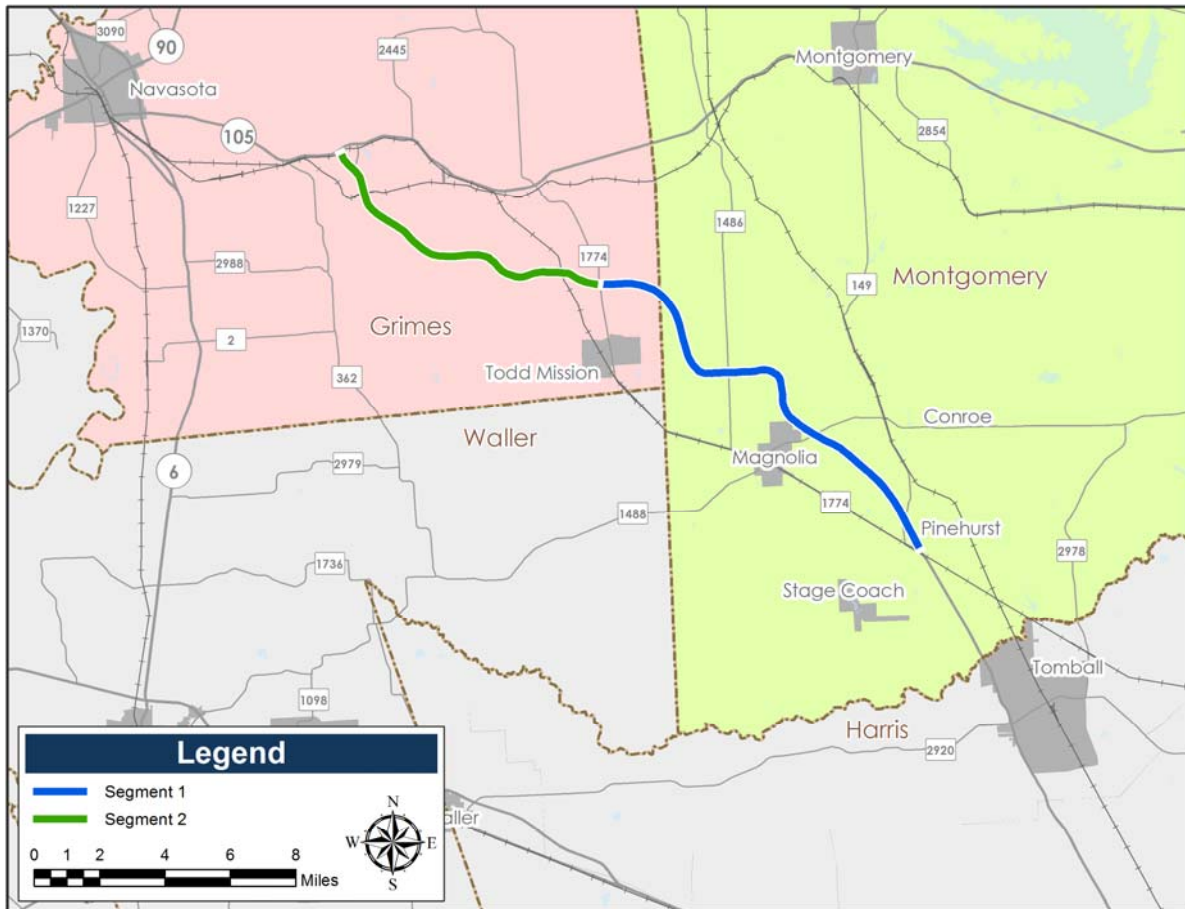 3090
90
2445
Montgomery
Navasota
105
2854
1227
1486
1774
2988
149
Montgomery
1370
2
Grimes
362
Todd Mission
Conroe
Waller
Magnolia
6
2979
1774
1488
Pinehurst
2978
1736
Stage Coach
Tomball
1098
Harris
2920
aller
Legend
Segment 1
Segment 2
N
W E
S
0 1 2 4 6 8
Miles